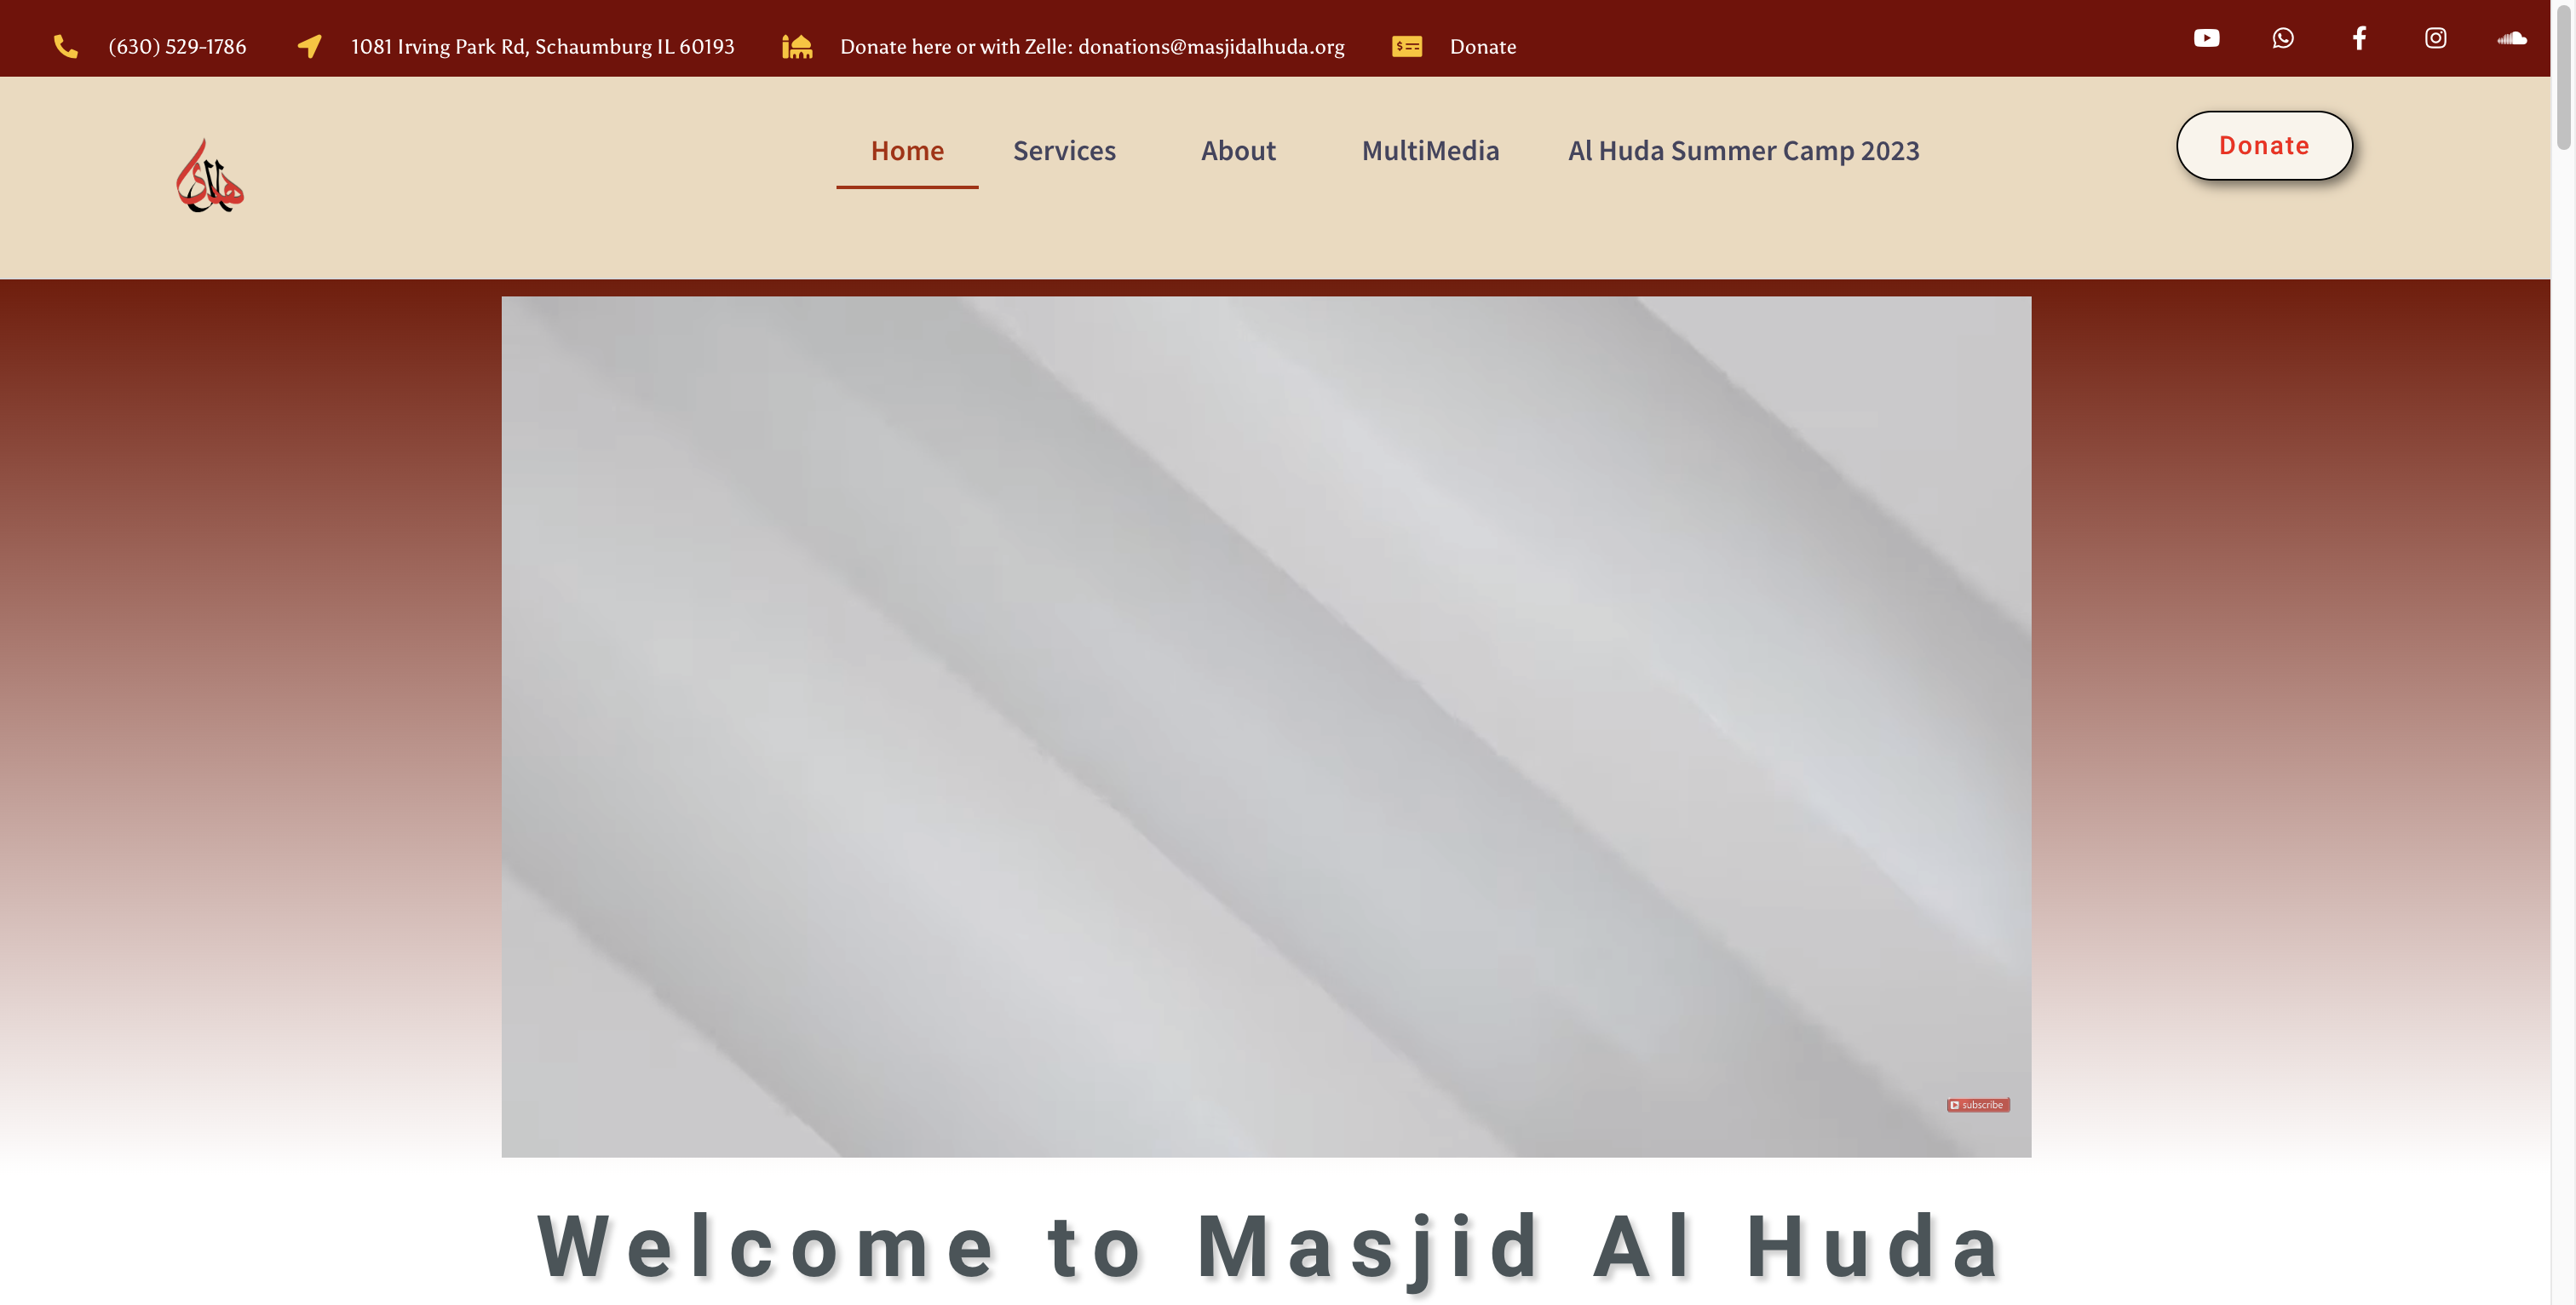 (630) 529-1786
1081 Irving Park Rd, Schaumburg IL 60193
Donate here or with Zelle: donations@masjidalhuda.org
Donate
الهدى
Home
Services
About
MultiMedia
Al Huda Summer Camp 2023
Donate
subscribe
Welcome to Masjid Al Huda